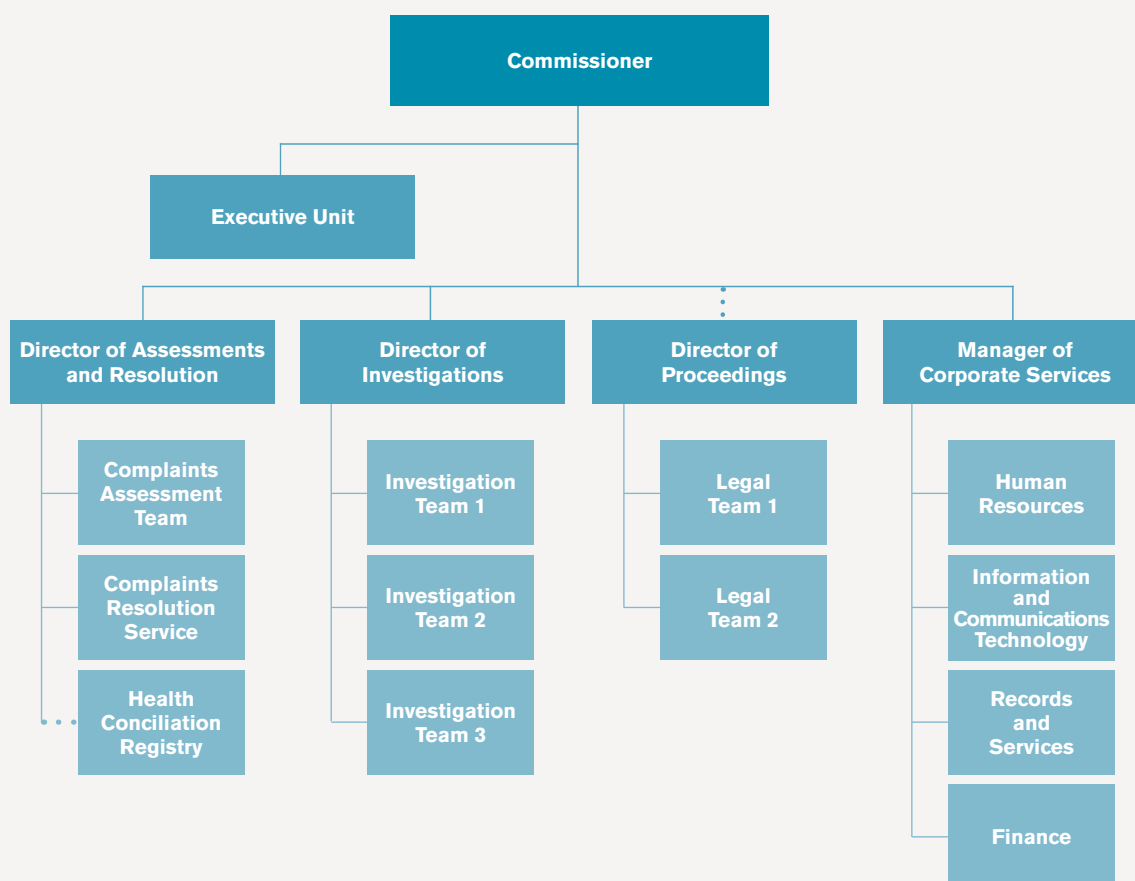 Commissioner
Executive Unit
Director of Assessments
and Resolution
Director of
Investigations
Director of
Proceedings
Manager of
Corporate Services
Complaints
Assessment
Team
Complaints
Resolution
Service
Health
Conciliation
Registry
Investigation
Team 1
Investigation
Team 2
Investigation
Team 3
Legal
Team 1
Legal
Team 2
Human
Resources
Information
and
Communications
Technology
Records
and
Services
Finance